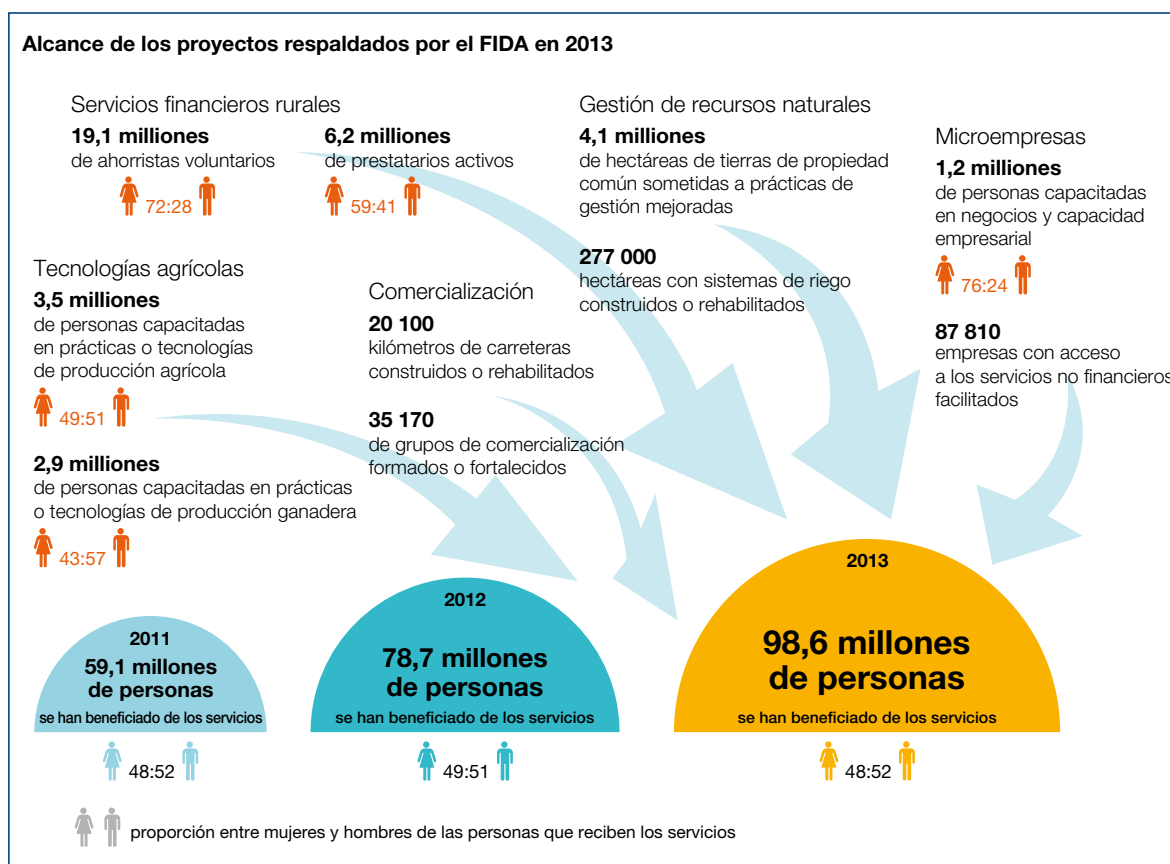 Alcance de los proyectos respaldados por el FIDA en 2013
Servicios financieros rurales
19,1 milliones
de ahorristas voluntarios
72:28
6,2 milliones
de prestatarios activos
59:41
Gestión de recursos naturales
4,1 milliones
de hectáreas de tierras de propiedad
común sometidas a prácticas de
gestión mejoradas
277 000
hectáreas con sistemas de riego
construidos o rehabilitados
Microempresas
1,2 milliones
de personas capacitadas
en negocios y capacidad
empresarial
76:24
87 810
empresas con acceso
a los servicios no financieros
facilitados
Tecnologías agrícolas
3,5 milliones
de personas capacitadas
en prácticas o tecnologías
de producción agrícola
49:51
2,9 milliones
de personas capacitadas en prácticas
o tecnologías de producción ganadera
43:57
Comercialización
20 100
kilómetros de carreteras
construidos o rehabilitados
35 170
de grupos de comercialización
formados o fortalecidos
2011
59,1 millones
de personas
se han beneficiado de los servicios
48:52
2012
78,7 millones
de personas
se han beneficiado de los servicios
49:51
2013
98,6 millones
de personas
se han beneficiado de los servicios
48:52
proporción entre mujeres y hombres de las personas que reciben los servicios